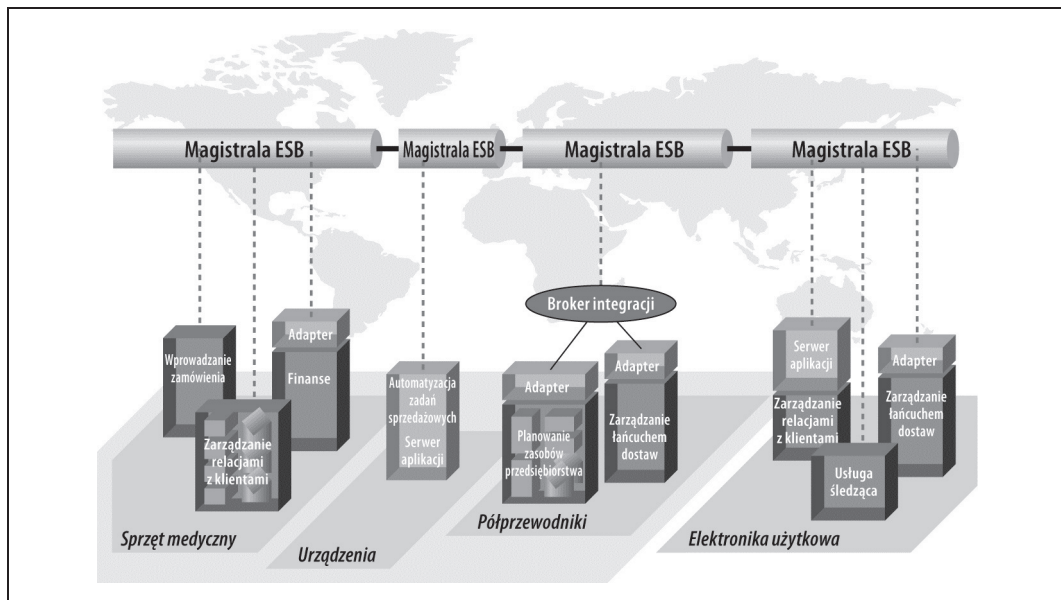 Magistrala ESB
Magistrala ESB
Magistrala ESB
Magistrala ESB
Broker integracji
Wprowadzanie
zamówienia
Adapter
Finanse
Zarządzanie
relacjami
z klientami
Sprzęt medyczny
Automatyzacja
zadań
sprzedażowych
Serwer
aplikacji
Urządzenia
Adapter
Planowanie
zasobów
przedsiębiorstwa
Adapter
Zarządzanie
łańcuchem
dostaw
Półprzewodniki
Serwer
aplikacji
Zarządzanie
relacjami
z klientami
Usługa
śledząca
Adapter
Zarządzanie
łańcuchem
dostaw
Elektronika użytkowa